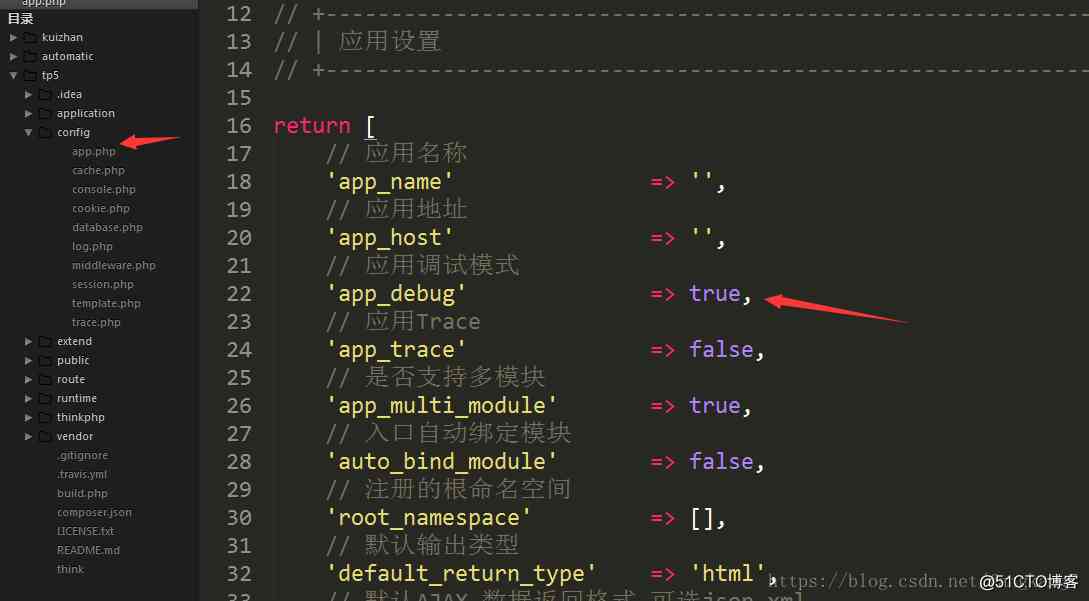 app.php
目录
kuizhan
automatic
tp5
.idea
application
config
app.php
cache.php
console.php
cookie.php
database.php
log.php
middleware.php
session.php
template.php
trace.php
extend
public
route
runtime
thinkphp
vendor
.gitignore
.travis.yml
build.php
composer.json
LICENSE.txt
README.md
think
12 // +----------------------------------------------------------------------
13 // | 应用设置
14 // +----------------------------------------------------------------------
15
16 return [
17 // 应用名称
18 'app_name' => '',
19 // 应用地址
20 'app_host' => '',
21 // 应用调试模式
22 'app_debug' => true,
23 // 应用Trace
24 'app_trace' => false,
25 // 是否支持多模块
26 'app_multi_module' => true,
27 // 入口自动绑定模块
28 'auto_bind_module' => false,
29 // 注册的根命名空间
30 'root_namespace' => [],
31 // 默认输出类型
32 'default_return_type' => 'html',
33 // 默认AJAX 数据返回格式,可选json xml
https://blog.csdn.net
@51CTO博客